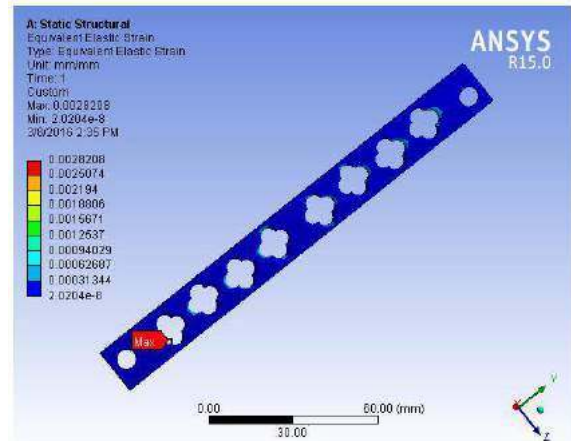 A: Static Structural
Equivalent Elastic Strain
Type: Equivalent Elastic Strain
Unit: mm/mm
Time: 1
Custom
Max: 0.0028208
Min: 2.0204e-8
3/8/2016 2:35 PM
ANSYS
R15.0
0.0028208
0.0025074
0.002194
0.0018806
0.0015671
0.0012537
0.00094029
0.00062687
0.00031344
2.0204e-8
Max
0.00
60.00 (mm)
30.00
X
Y
Z